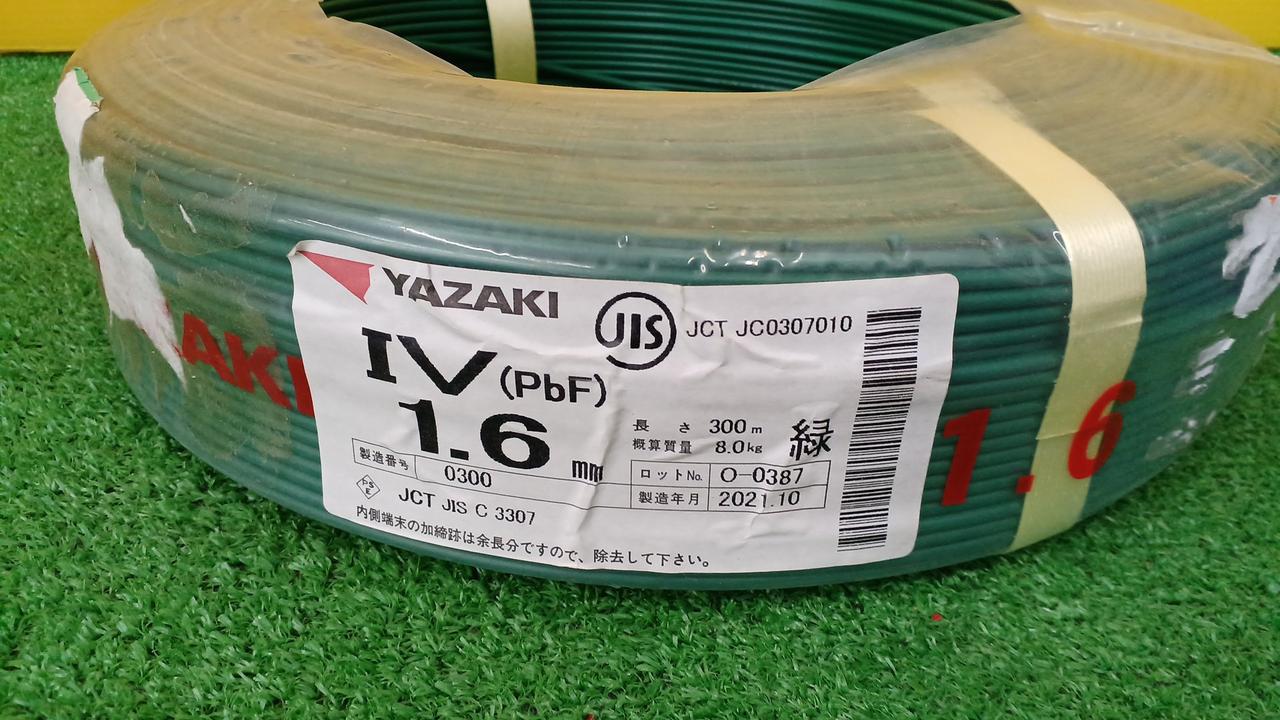 YAZAKI
JIS JCT JC0307010
IV (PbF)
1.6 mm
長さ 300m
概算質量 8.0kg
緑
製造番号 0300
ロットNo. O-0387
製造年月 2021.10
PSE
JCT JIS C 3307
内側端末の加締跡は余長分ですので、除去して下さい。
AKI
1.6